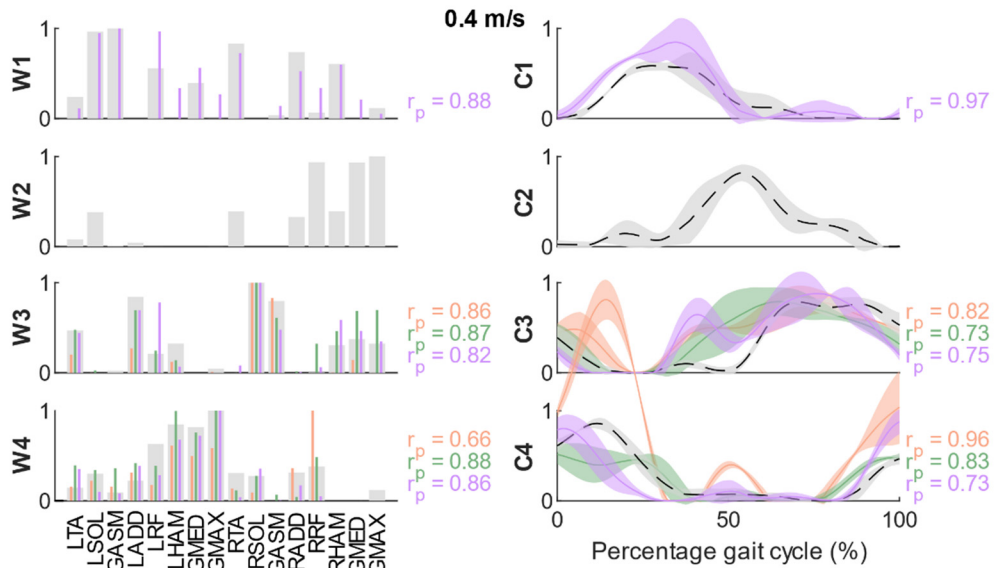 0.4 m/s
W1
1
0
r_p = 0.88
C1
1
0
r_p = 0.97
W2
1
0
C2
1
0
W3
1
0
r_p = 0.86
r_p = 0.87
r_p = 0.82
C3
1
0
r_p = 0.82
r_p = 0.73
r_p = 0.75
W4
1
0
r_p = 0.66
r_p = 0.88
r_p = 0.86
C4
1
0
r_p = 0.96
r_p = 0.83
r_p = 0.73
LTA
LSOL
GASM
LADD
LRF
LHAM
GMED
GMAX
RTA
RSOL
GASM
RADD
RRF
RHAM
GMED
GMAX
0 50 100
Percentage gait cycle (%)